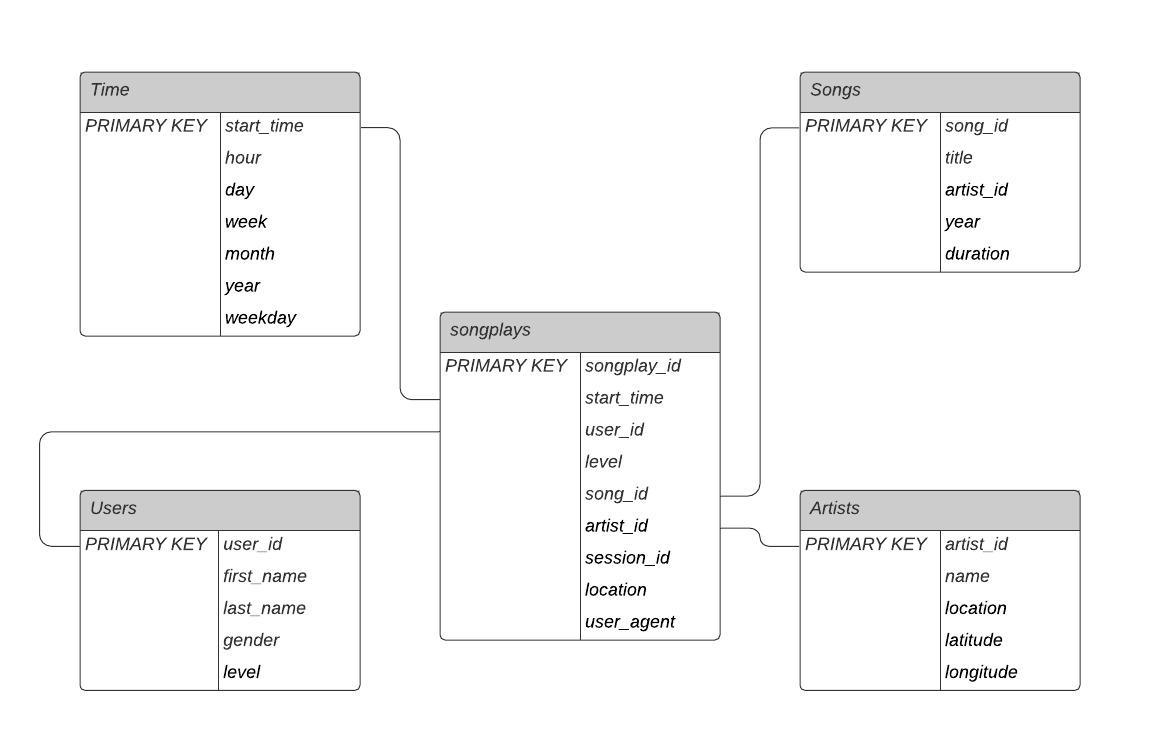 Time
PRIMARY KEY start_time
hour
day
week
month
year
weekday
Songs
PRIMARY KEY song_id
title
artist_id
year
duration
songplays
PRIMARY KEY songplay_id
start_time
user_id
level
song_id
artist_id
session_id
location
user_agent
Users
PRIMARY KEY user_id
first_name
last_name
gender
level
Artists
PRIMARY KEY artist_id
name
location
latitude
longitude